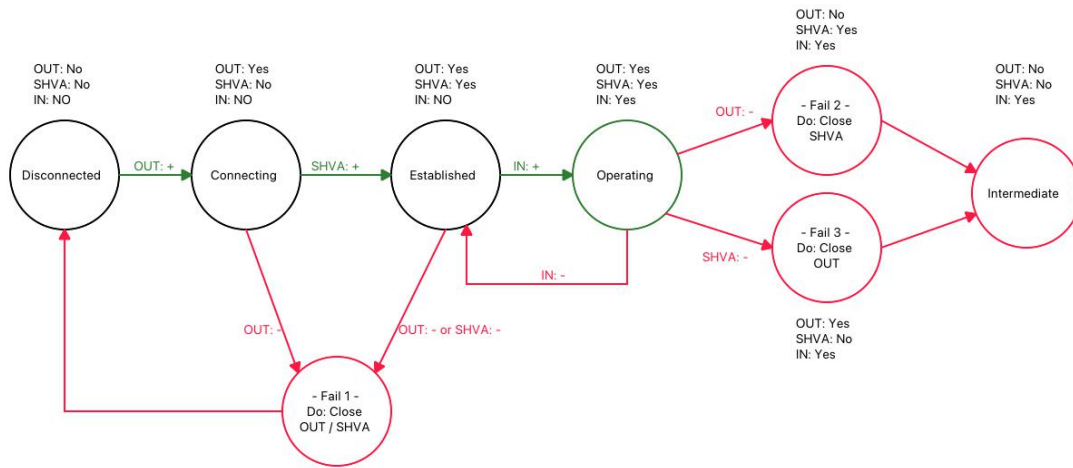 OUT: No
SHVA: No
IN: NO
Disconnected
OUT: +
OUT: Yes
SHVA: No
IN: NO
Connecting
SHVA: +
OUT: Yes
SHVA: Yes
IN: NO
Established
IN: +
OUT: Yes
SHVA: Yes
IN: Yes
Operating
OUT: -
OUT: No
SHVA: Yes
IN: Yes
- Fail 2 -
Do: Close
SHVA
SHVA: -
- Fail 3 -
Do: Close
OUT
OUT: Yes
SHVA: No
IN: Yes
OUT: No
SHVA: No
IN: Yes
Intermediate
IN: -
OUT: -
OUT: - or SHVA: -
- Fail 1 -
Do: Close
OUT / SHVA